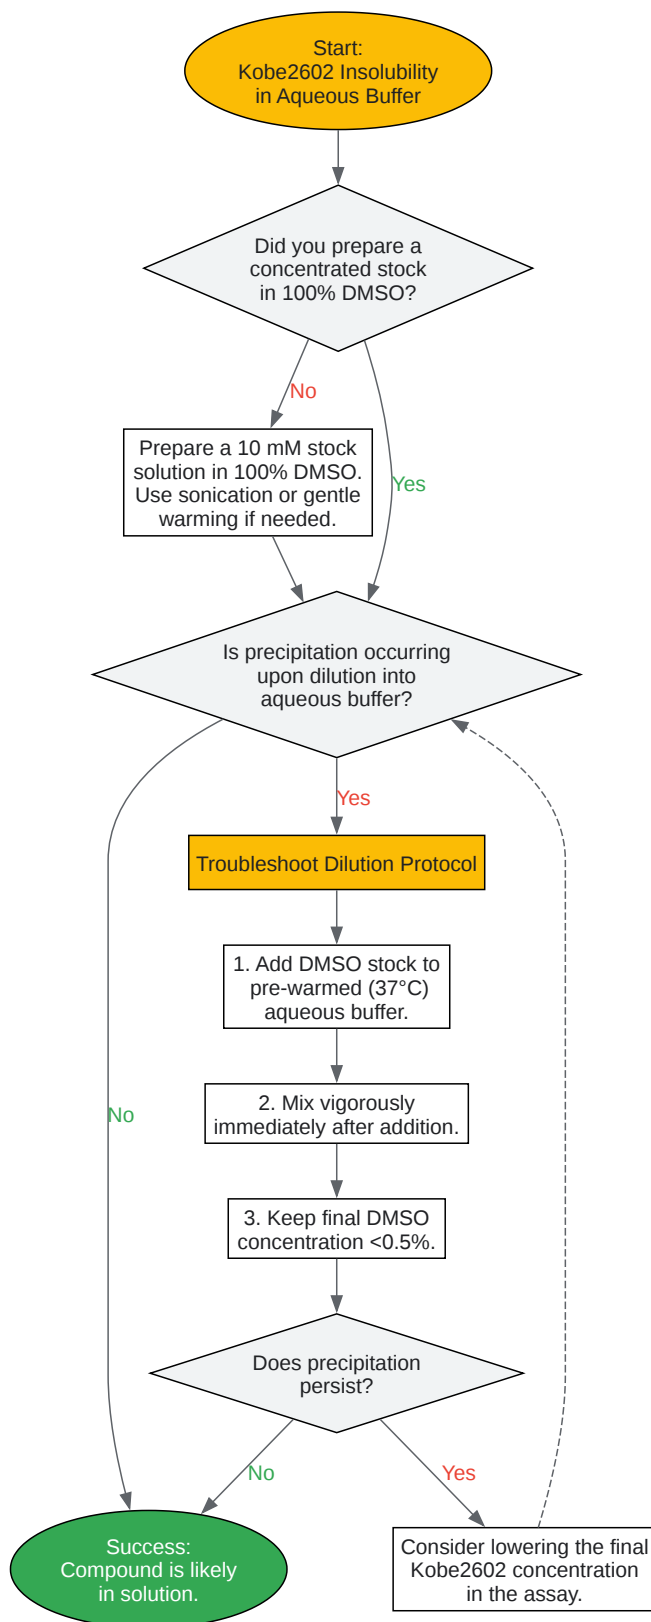 Start:
Kobe2602 Insolubility
in Aqueous Buffer
Did you prepare a
concentrated stock
in 100% DMSO?
No
Yes
Prepare a 10 mM stock
solution in 100% DMSO.
Use sonication or gentle
warming if needed.
Is precipitation occurring
upon dilution into
aqueous buffer?
Yes
Troubleshoot Dilution Protocol
1. Add DMSO stock to
pre-warmed (37°C)
aqueous buffer.
2. Mix vigorously
immediately after addition.
No
3. Keep final DMSO
concentration <0.5%.
Does precipitation
persist?
No
Yes
Success:
Compound is likely
in solution.
Consider lowering the final
Kobe2602 concentration
in the assay.